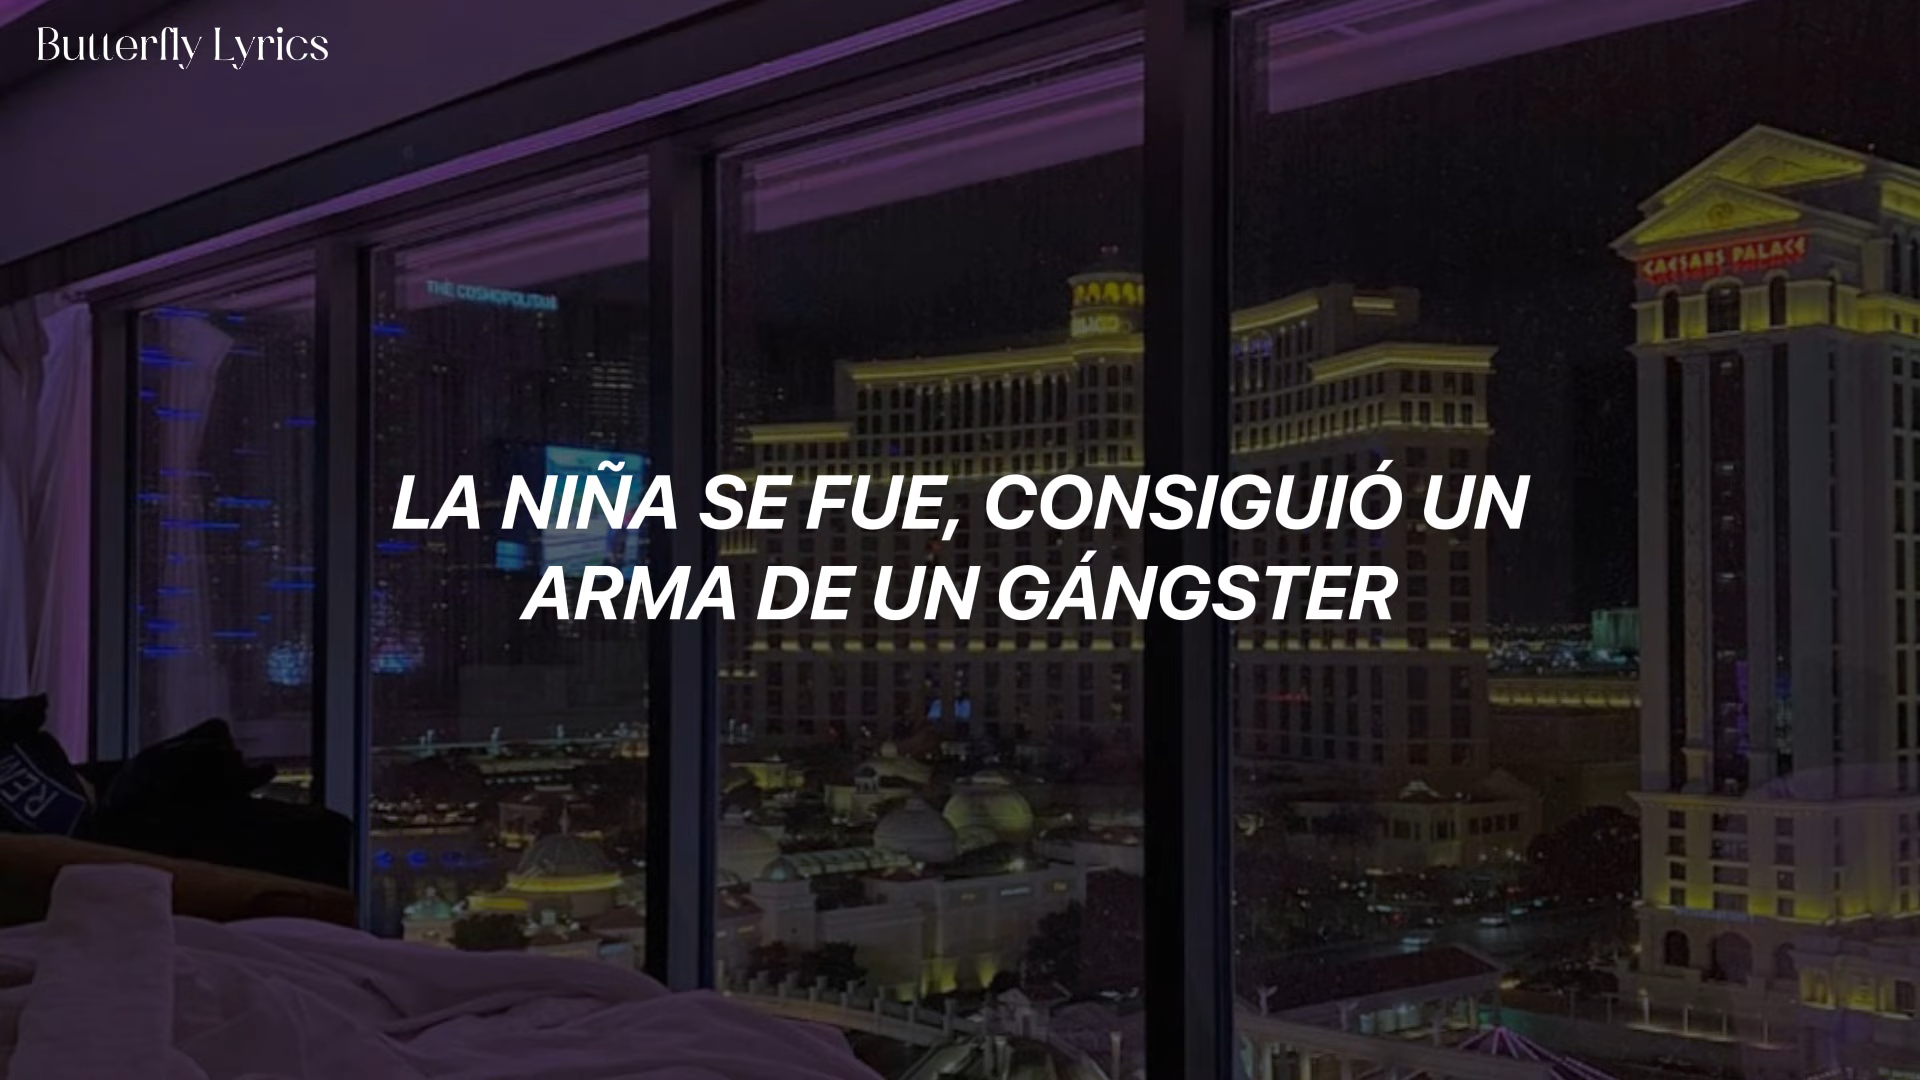 Butterfly Lyrics
CAESARS PALACE
THE COSMOPOLITAN
LA NIÑA SE FUE, CONSIGUIÓ UN
ARMA DE UN GÁNGSTER